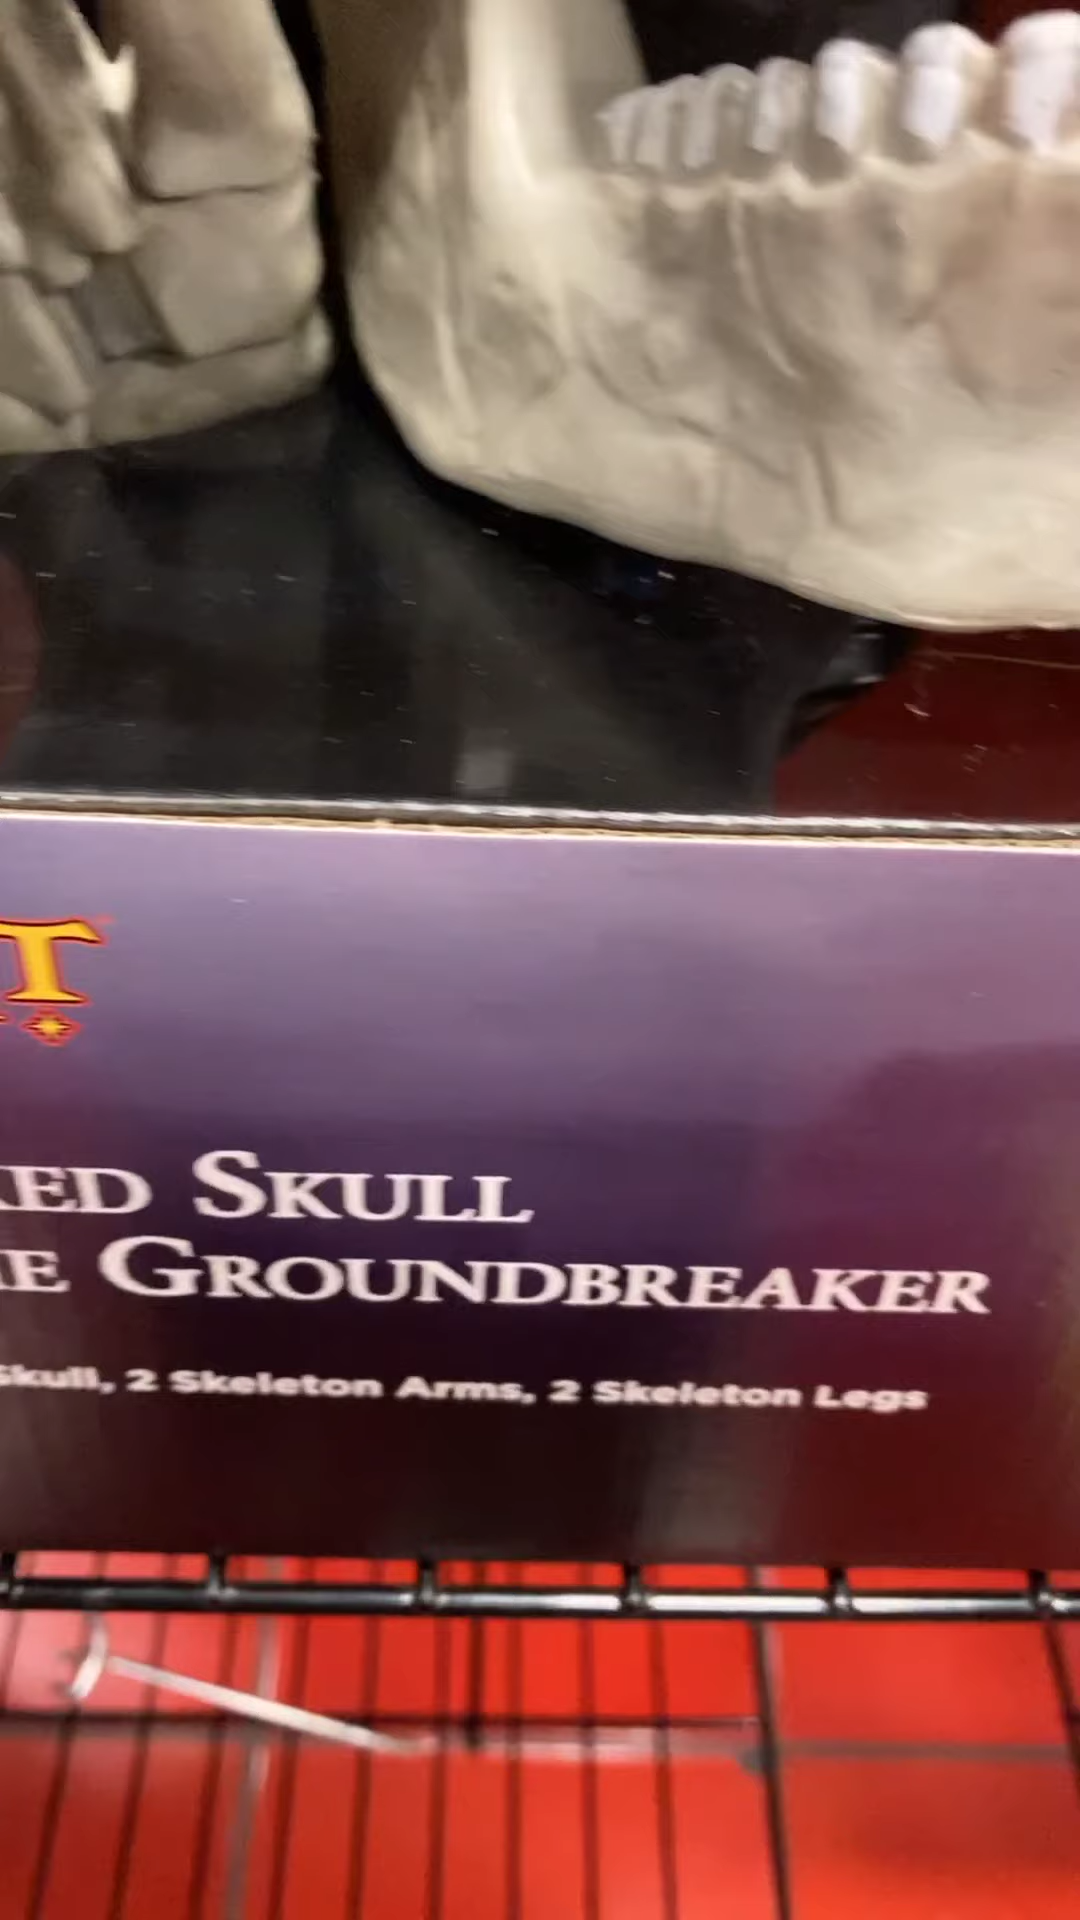 T
KED SKULL
E GROUNDBREAKER
Skull, 2 Skeleton Arms, 2 Skeleton Legs